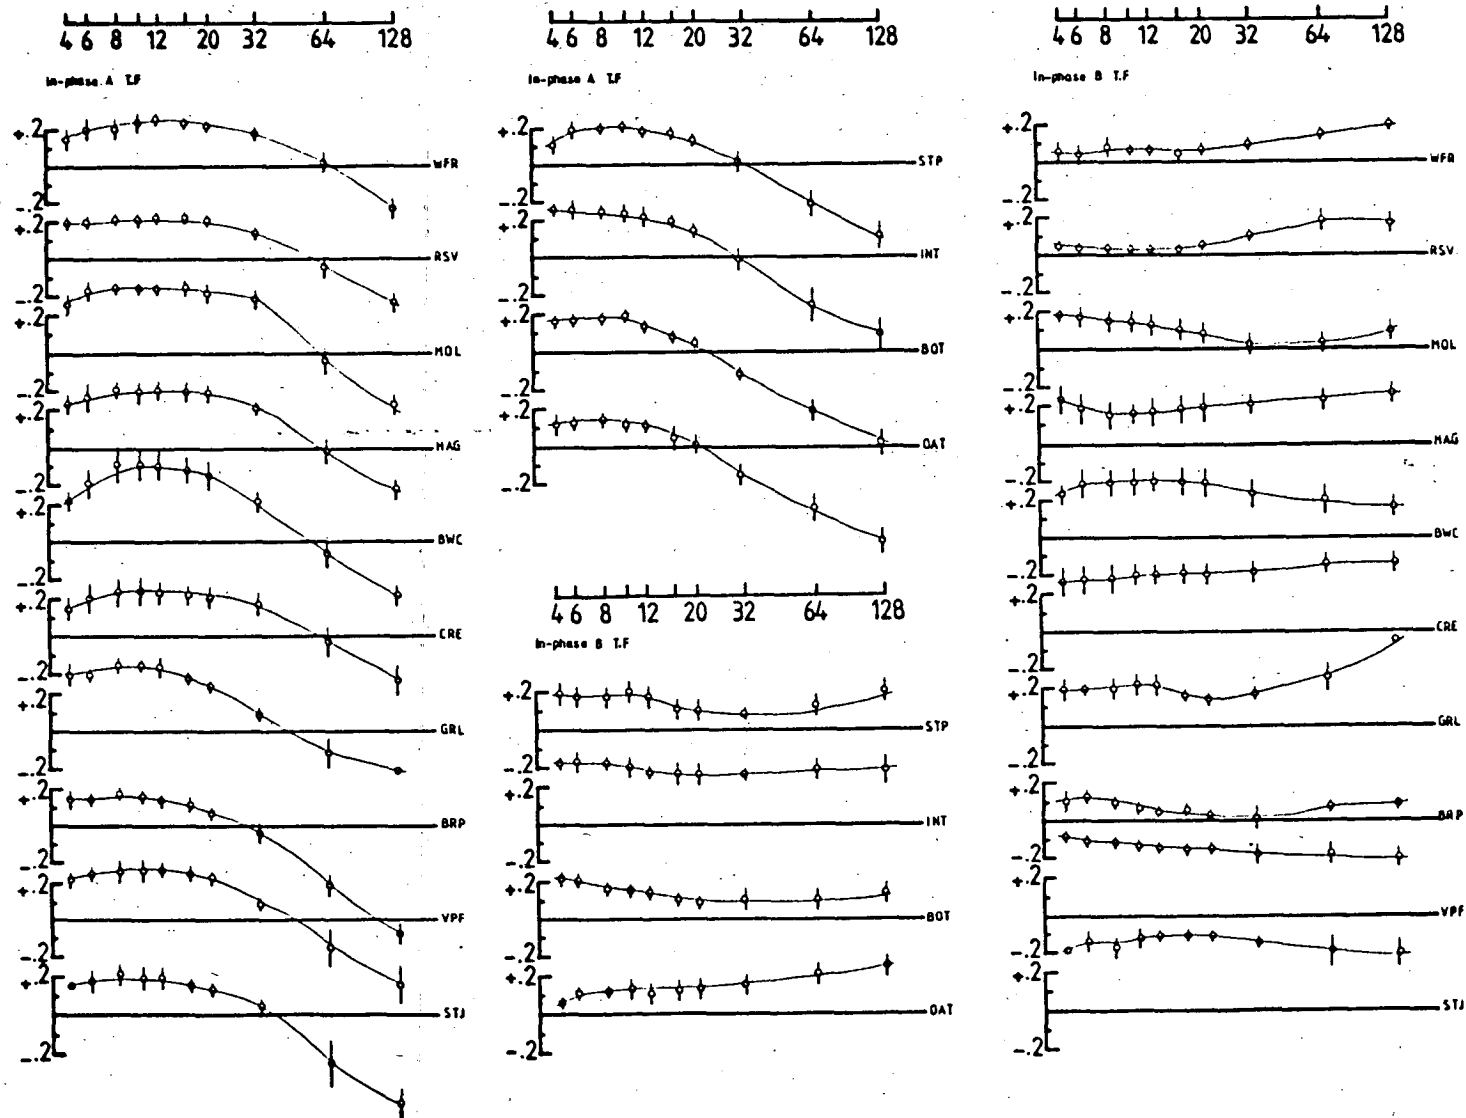 4 6 8 12 20 32 64 128
In-phase A T.F
+.2
-.2
WFR
+.2
-.2
RSV
+.2
-.2
MOL
+.2
-.2
MAG
+.2
-.2
BWC
+.2
-.2
CRE
+.2
-.2
GRL
+.2
-.2
BRP
+.2
-.2
VPF
+.2
-.2
STJ
4 6 8 12 20 32 64 128
In-phase A T.F
+.2
-.2
STP
+.2
-.2
INT
+.2
-.2
BOT
+.2
-.2
OAT
4 6 8 12 20 32 64 128
In-phase B T.F
+.2
-.2
STP
+.2
-.2
INT
+.2
-.2
BOT
+.2
-.2
OAT
4 6 8 12 20 32 64 128
In-phase B T.F
+.2
-.2
WFR
+.2
-.2
RSV
+.2
-.2
MOL
+.2
-.2
MAG
+.2
-.2
BWC
+.2
-.2
CRE
+.2
-.2
GRL
+.2
-.2
BRP
+.2
-.2
VPF
+.2
-.2
STJ